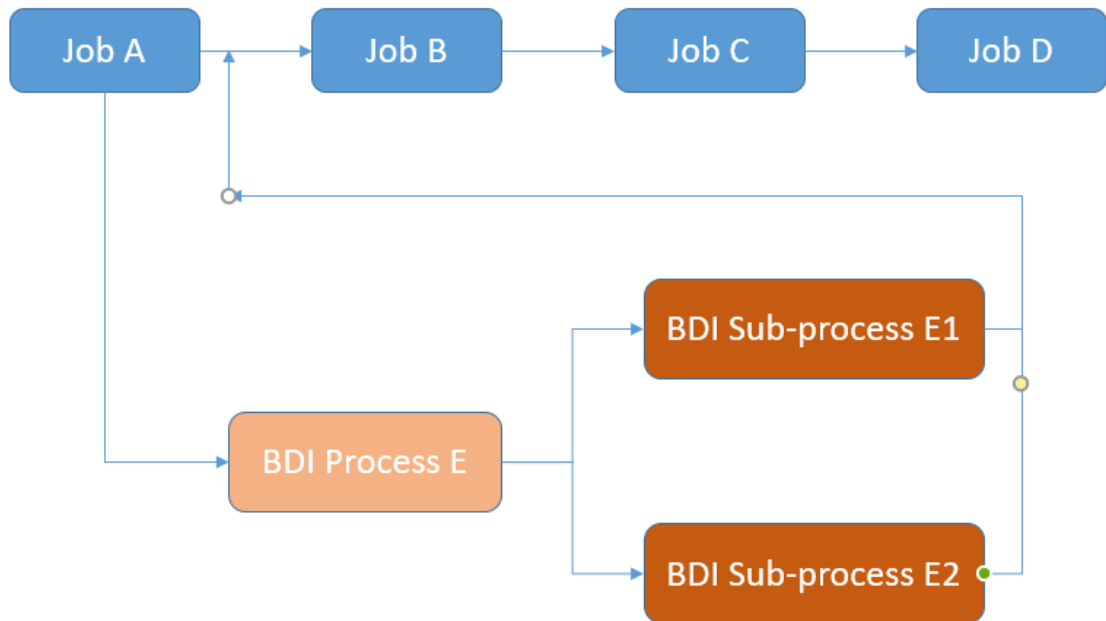 Job A
Job B
Job C
Job D
BDI Sub-process E1
BDI Process E
BDI Sub-process E2